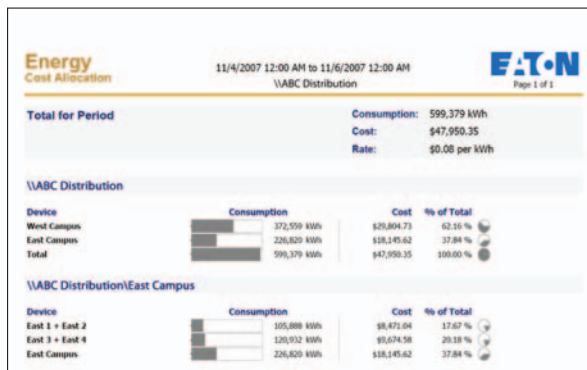 Energy
Cost Allocation
11/4/2007 12:00 AM to 11/6/2007 12:00 AM
\\ABC Distribution
EATON
Page 1 of 1
Total for Period
Consumption: 599,379 kWh
Cost: $47,950.35
Rate: $0.08 per kWh
\\ABC Distribution
Device Consumption Cost % of Total
West Campus 372,559 kWh $29,804.73 62.16 %
East Campus 226,820 kWh $18,145.62 37.84 %
Total 599,379 kWh $47,950.35 100.00 %
\\ABC Distribution\East Campus
Device Consumption Cost % of Total
East 1 + East 2 105,888 kWh $8,471.04 17.67 %
East 3 + East 4 120,932 kWh $9,674.58 20.18 %
East Campus 226,820 kWh $18,145.62 37.84 %